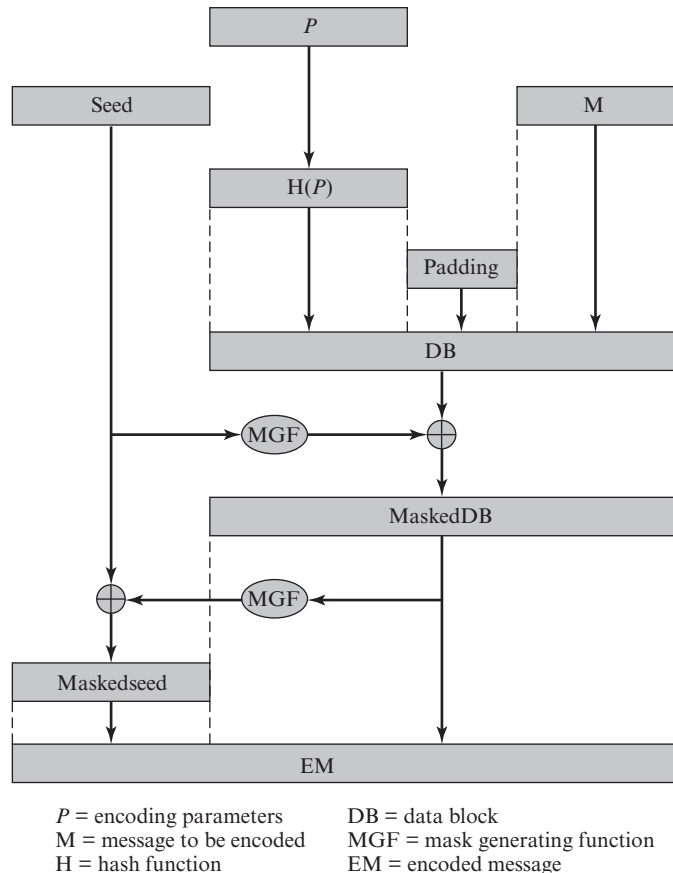 P
Seed
M
H(P)
Padding
DB
MGF
MaskedDB
MGF
Maskedseed
EM
P = encoding parameters
M = message to be encoded
H = hash function
DB = data block
MGF = mask generating function
EM = encoded message